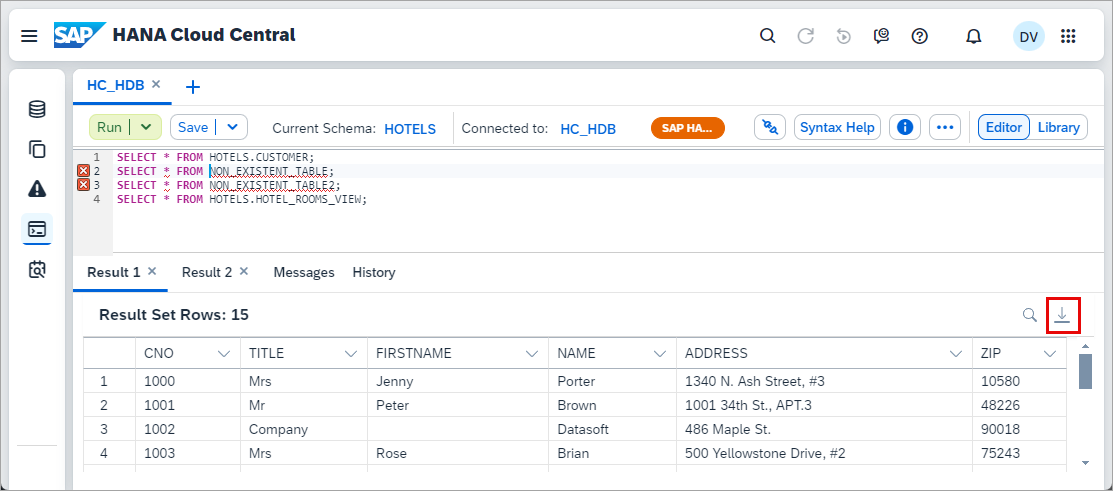 SAP HANA Cloud Central DV
HC_HDB
Run Save Current Schema: HOTELS Connected to: HC_HDB SAP HA... Syntax Help Editor Library
1 SELECT * FROM HOTELS.CUSTOMER;
2 SELECT * FROM NON_EXISTENT_TABLE;
3 SELECT * FROM NON_EXISTENT_TABLE2;
4 SELECT * FROM HOTELS.HOTEL_ROOMS_VIEW;
Result 1 Result 2 Messages History
Result Set Rows: 15
CNO TITLE FIRSTNAME NAME ADDRESS ZIP
1 1000 Mrs Jenny Porter 1340 N. Ash Street, #3 10580
2 1001 Mr Peter Brown 1001 34th St., APT.3 48226
3 1002 Company Datasoft 486 Maple St. 90018
4 1003 Mrs Rose Brian 500 Yellowstone Drive, #2 75243